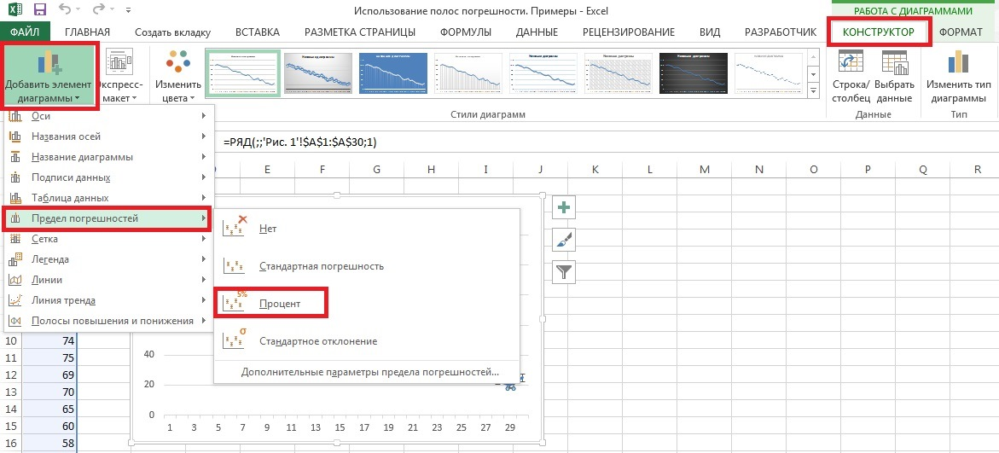 Использование полос погрешности. Примеры - Excel
РАБОТА С ДИАГРАММАМИ
ФАЙЛ ГЛАВНАЯ Создать вкладку ВСТАВКА РАЗМЕТКА СТРАНИЦЫ ФОРМУЛЫ ДАННЫЕ РЕЦЕНЗИРОВАНИЕ ВИД РАЗРАБОТЧИК КОНСТРУКТОР ФОРМАТ
Добавить элемент диаграммы
Экспресс-макет
Изменить цвета
Строка/столбец
Выбрать данные
Изменить тип диаграммы
Стили диаграмм
Данные
Тип
=РЯД(;;'Рис. 1'!$A$1:$A$30;1)
E F G H I J K L M N O P Q R
Оси
Названия осей
Название диаграммы
Подписи данных
Таблица данных
Предел погрешностей
Сетка
Легенда
Линии
Линия тренда
Полосы повышения и понижения
Нет
Стандартная погрешность
5%
Процент
σ
Стандартное отклонение
Дополнительные параметры предела погрешностей...
10 74
11 75
12 69
13 70
14 65
15 60
16 58
40
20
0
1 3 5 7 9 11 13 15 17 19 21 23 25 27 29